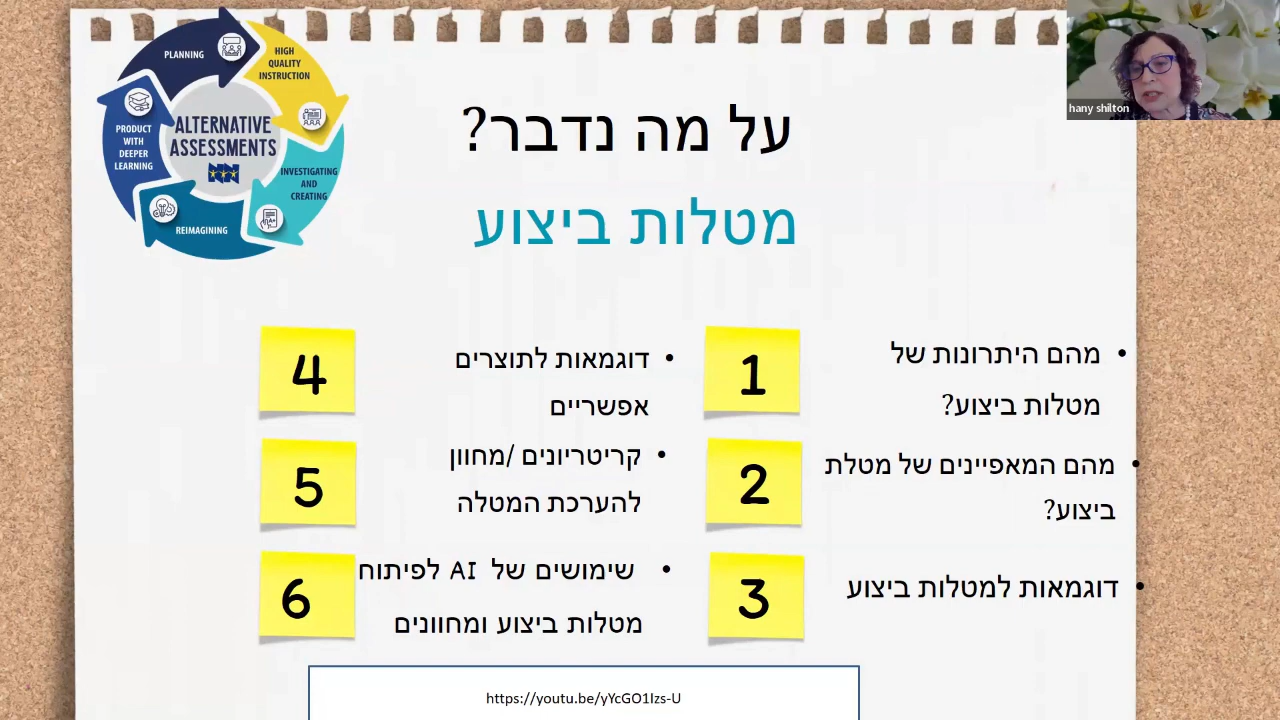 PLANNING
HIGH
QUALITY
INSTRUCTION
PRODUCT
WITH
DEEPER
LEARNING
ALTERNATIVE
ASSESSMENTS
INVESTIGATING
AND
CREATING
REIMAGINING
hany shilton
על מה נדבר?
מטלות ביצוע
1
• מהם היתרונות של
מטלות ביצוע?
2
• מהם המאפיינים של מטלת
ביצוע?
3
• דוגמאות למטלות ביצוע
4
• דוגמאות לתוצרים
אפשריים
5
• קריטריונים /מחוון
להערכת המטלה
6
• שימושים של AI לפיתוח
מטלות ביצוע ומחוונים
https://youtu.be/yYcGO1Izs-U